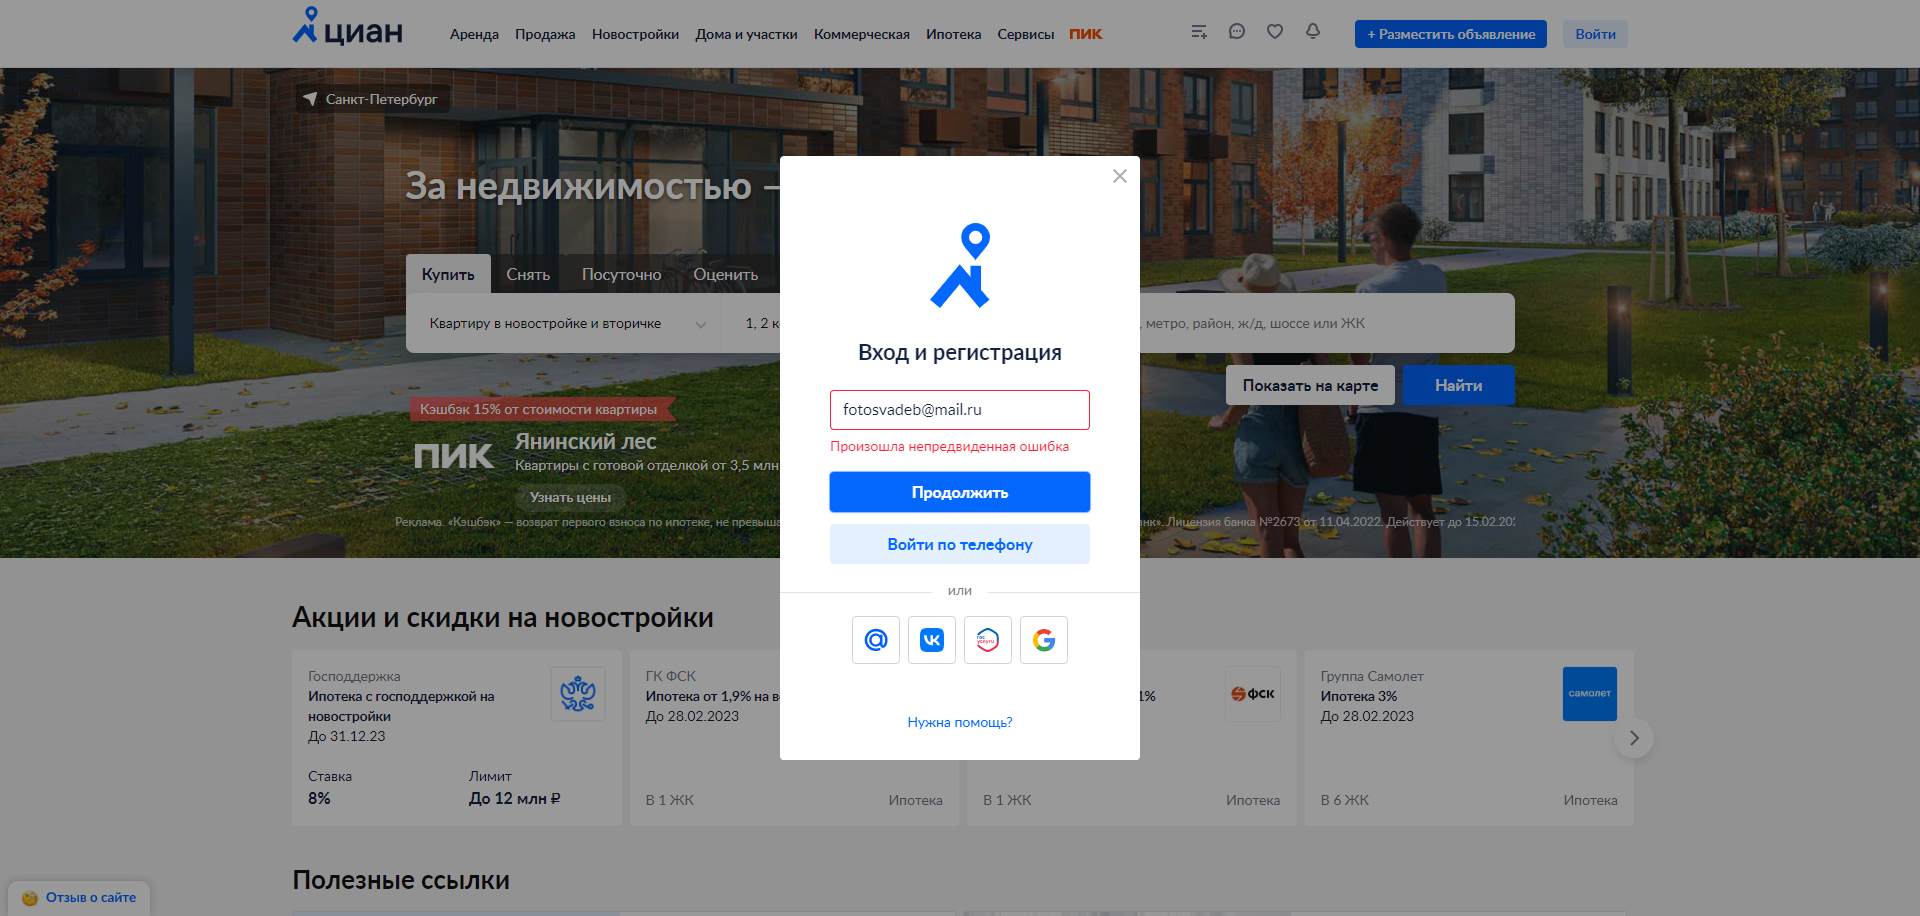 циан
Аренда Продажа Новостройки Дома и участки Коммерческая Ипотека Сервисы ПИК
+ Разместить объявление
Войти
Санкт-Петербург
За недвижимостью –
Купить Снять Посуточно Оценить
Квартиру в новостройке и вторичке
1, 2 к
, метро, район, ж/д, шоссе или ЖК
Показать на карте
Найти
Кэшбэк 15% от стоимости квартиры
ПИК
Янинский лес
Квартиры с готовой отделкой от 3,5 млн
Узнать цены
Реклама. «Кэшбэк» — возврат первого взноса по ипотеке, не превыша
анк». Лицензия банка №2673 от 11.04.2022. Действует до 15.02.202
Вход и регистрация
fotosvadeb@mail.ru
Произошла непредвиденная ошибка
Продолжить
Войти по телефону
или
гос
услуги
Нужна помощь?
Акции и скидки на новостройки
Господдержка
Ипотека с господдержкой на
новостройки
До 31.12.23
Ставка
8%
Лимит
До 12 млн ₽
ГК ФСК
Ипотека от 1,9% на в
До 28.02.2023
В 1 ЖК
Ипотека
1%
ФСК
В 1 ЖК
Ипотека
Группа Самолет
Ипотека 3%
До 28.02.2023
самолет
В 6 ЖК
Ипотека
Полезные ссылки
Отзыв о сайте